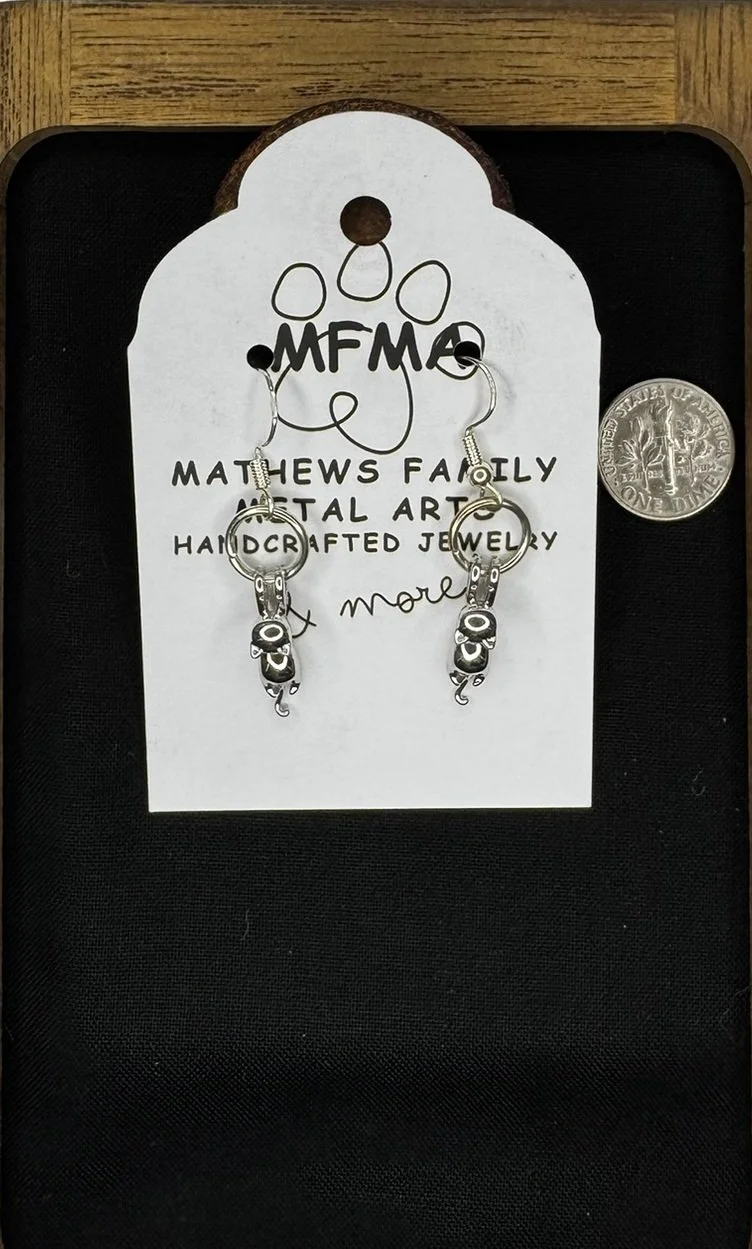 MFMA
MATHEWS FAMILY
METAL ARTS
HANDCRAFTED JEWELRY
& more
UNITED STATES OF AMERICA
ONE DIME